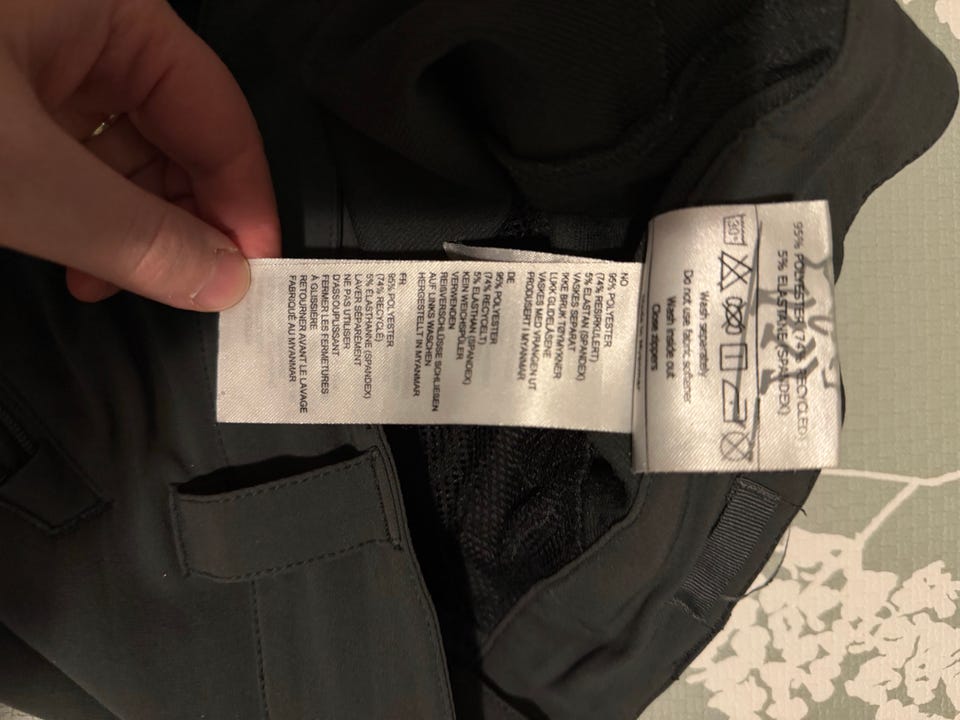 95% POLYESTER (74% RECYCLED)
5% ELASTANE (SPANDEX)
30°
Wash separately
Do not use fabric softener
Wash inside out
Close zippers
NO
95% POLYESTER
(74% RESIRKULERT)
5% ELASTAN (SPANDEX)
VASKES SEPARAT
IKKE BRUK TØYMYKNER
LUKK GLIDELÅSENE
VASKES MED VRANGEN UT
PRODUSERT I MYANMAR
DE
95% POLYESTER
(74% RECYCELT)
5% ELASTHAN (SPANDEX)
KEIN WEICHSPÜLER
VERWENDEN
REIßVERSCHLÜSSE SCHLIEßEN
AUF LINKS WASCHEN
HERGESTELLT IN MYANMAR
FR
95% POLYESTER
(74% RECYCLÉ)
5% ÉLASTHANNE (SPANDEX)
LAVER SÉPARÉMENT
NE PAS UTILISER
D'ASSOUPLISSANT
FERMER LES FERMETURES
À GLISSIÈRE
RETOURNER AVANT LE LAVAGE
FABRIQUÉ AU MYANMAR